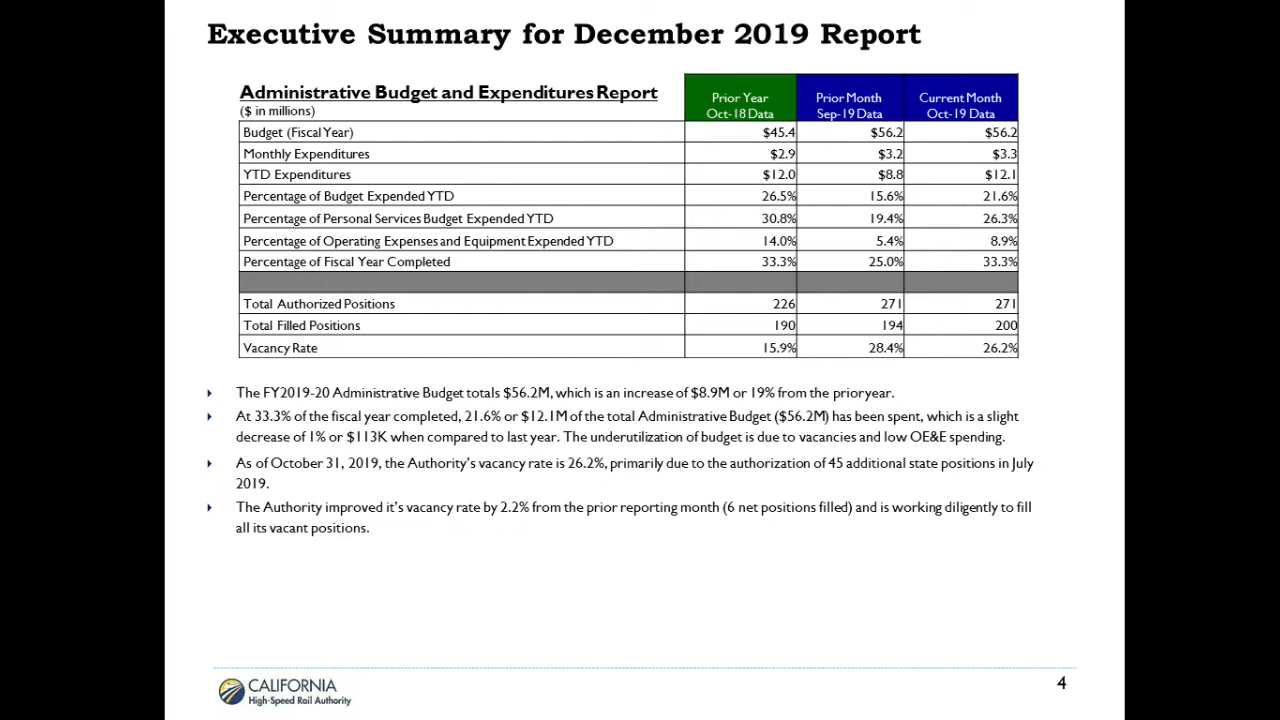 Executive Summary for December 2019 Report
Administrative Budget and Expenditures Report
($ in millions)
Prior Year
Oct-18 Data
Prior Month
Sep-19 Data
Current Month
Oct-19 Data
Budget (Fiscal Year) $45.4 $56.2 $56.2
Monthly Expenditures $2.9 $3.2 $3.3
YTD Expenditures $12.0 $8.8 $12.1
Percentage of Budget Expended YTD 26.5% 15.6% 21.6%
Percentage of Personal Services Budget Expended YTD 30.8% 19.4% 26.3%
Percentage of Operating Expenses and Equipment Expended YTD 14.0% 5.4% 8.9%
Percentage of Fiscal Year Completed 33.3% 25.0% 33.3%
Total Authorized Positions 226 271 271
Total Filled Positions 190 194 200
Vacancy Rate 15.9% 28.4% 26.2%
The FY2019-20 Administrative Budget totals $56.2M, which is an increase of $8.9M or 19% from the prior year.
At 33.3% of the fiscal year completed, 21.6% or $12.1M of the total Administrative Budget ($56.2M) has been spent, which is a slight
decrease of 1% or $113K when compared to last year. The underutilization of budget is due to vacancies and low OE&E spending.
As of October 31, 2019, the Authority's vacancy rate is 26.2%, primarily due to the authorization of 45 additional state positions in July
2019.
The Authority improved it's vacancy rate by 2.2% from the prior reporting month (6 net positions filled) and is working diligently to fill
all its vacant positions.
CALIFORNIA
High-Speed Rail Authority
4